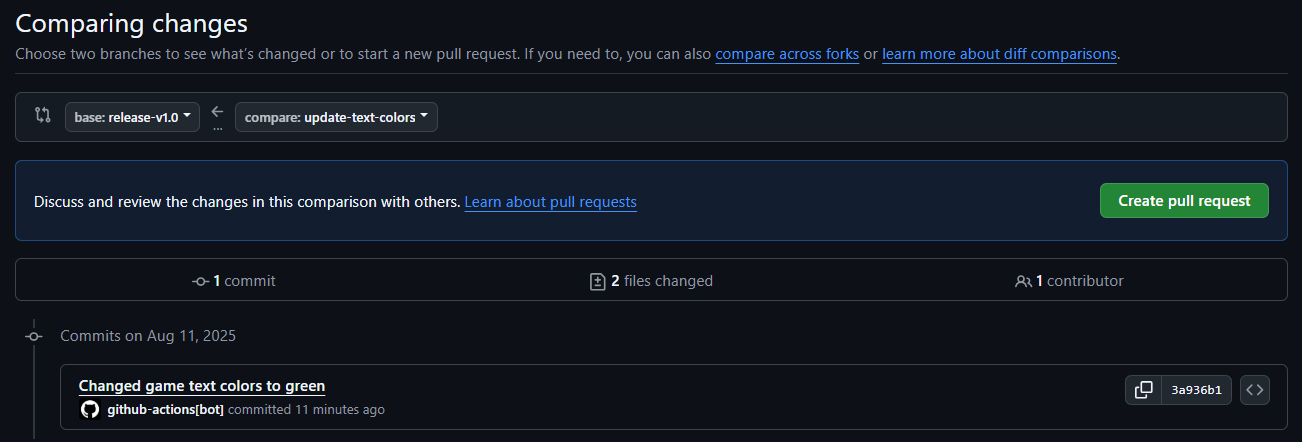 Comparing changes
Choose two branches to see what's changed or to start a new pull request. If you need to, you can also compare across forks or learn more about diff comparisons.
base: release-v1.0 compare: update-text-colors
...
Discuss and review the changes in this comparison with others. Learn about pull requests Create pull request
1 commit 2 files changed 1 contributor
Commits on Aug 11, 2025
Changed game text colors to green 3a936b1
github-actions[bot] committed 11 minutes ago